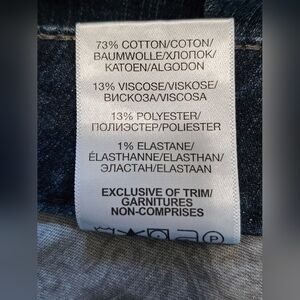 73% COTTON/COTON/
BAUMWOLLE/ХЛОПОК/
KATOEN/ALGODON
13% VISCOSE/VISKOSE/
ВИСКОЗА/VISCOSA
13% POLYESTER/
ПОЛИЭСТЕР/POLIESTER
1% ELASTANE/
ÉLASTHANNE/ELASTHAN/
ЭЛАСТАН/ELASTAAN
EXCLUSIVE OF TRIM/
GARNITURES
NON-COMPRISES
P